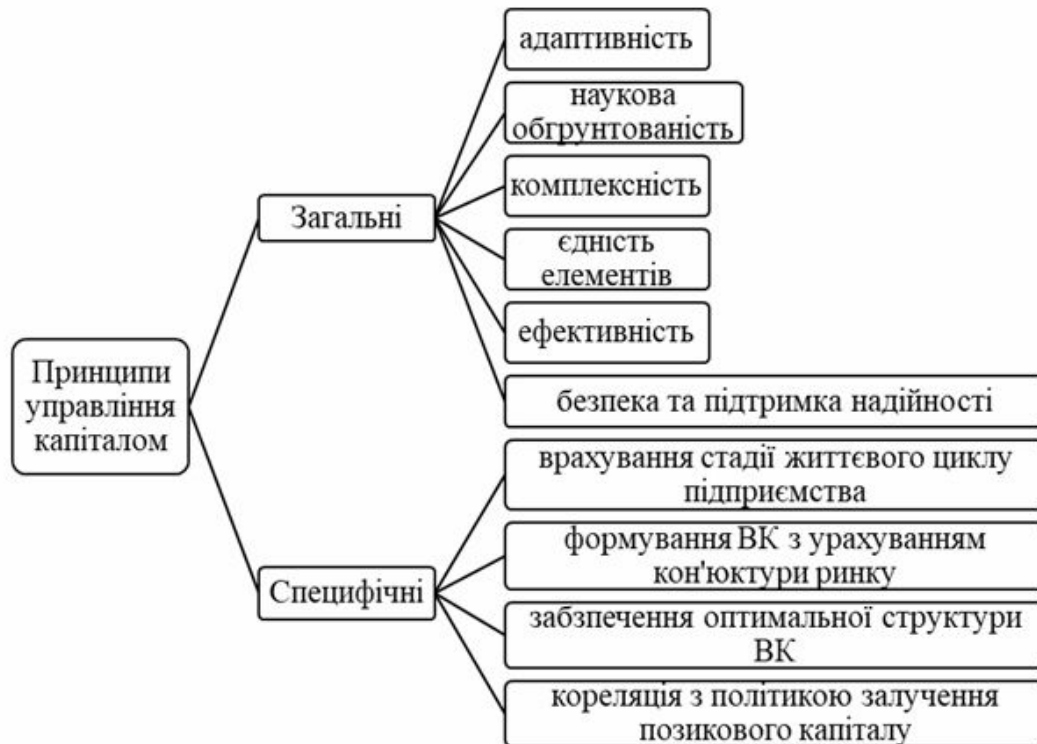 Принципи
управління
капіталом
Загальні
адаптивність
наукова
обгрунтованість
комплексність
єдність
елементів
ефективність
безпека та підтримка надійності
Специфічні
врахування стадії життєвого циклу
підприємства
формування ВК з урахуванням
кон'юктури ринку
забзпечення оптимальної структури
ВК
кореляція з політикою залучення
позикового капіталу